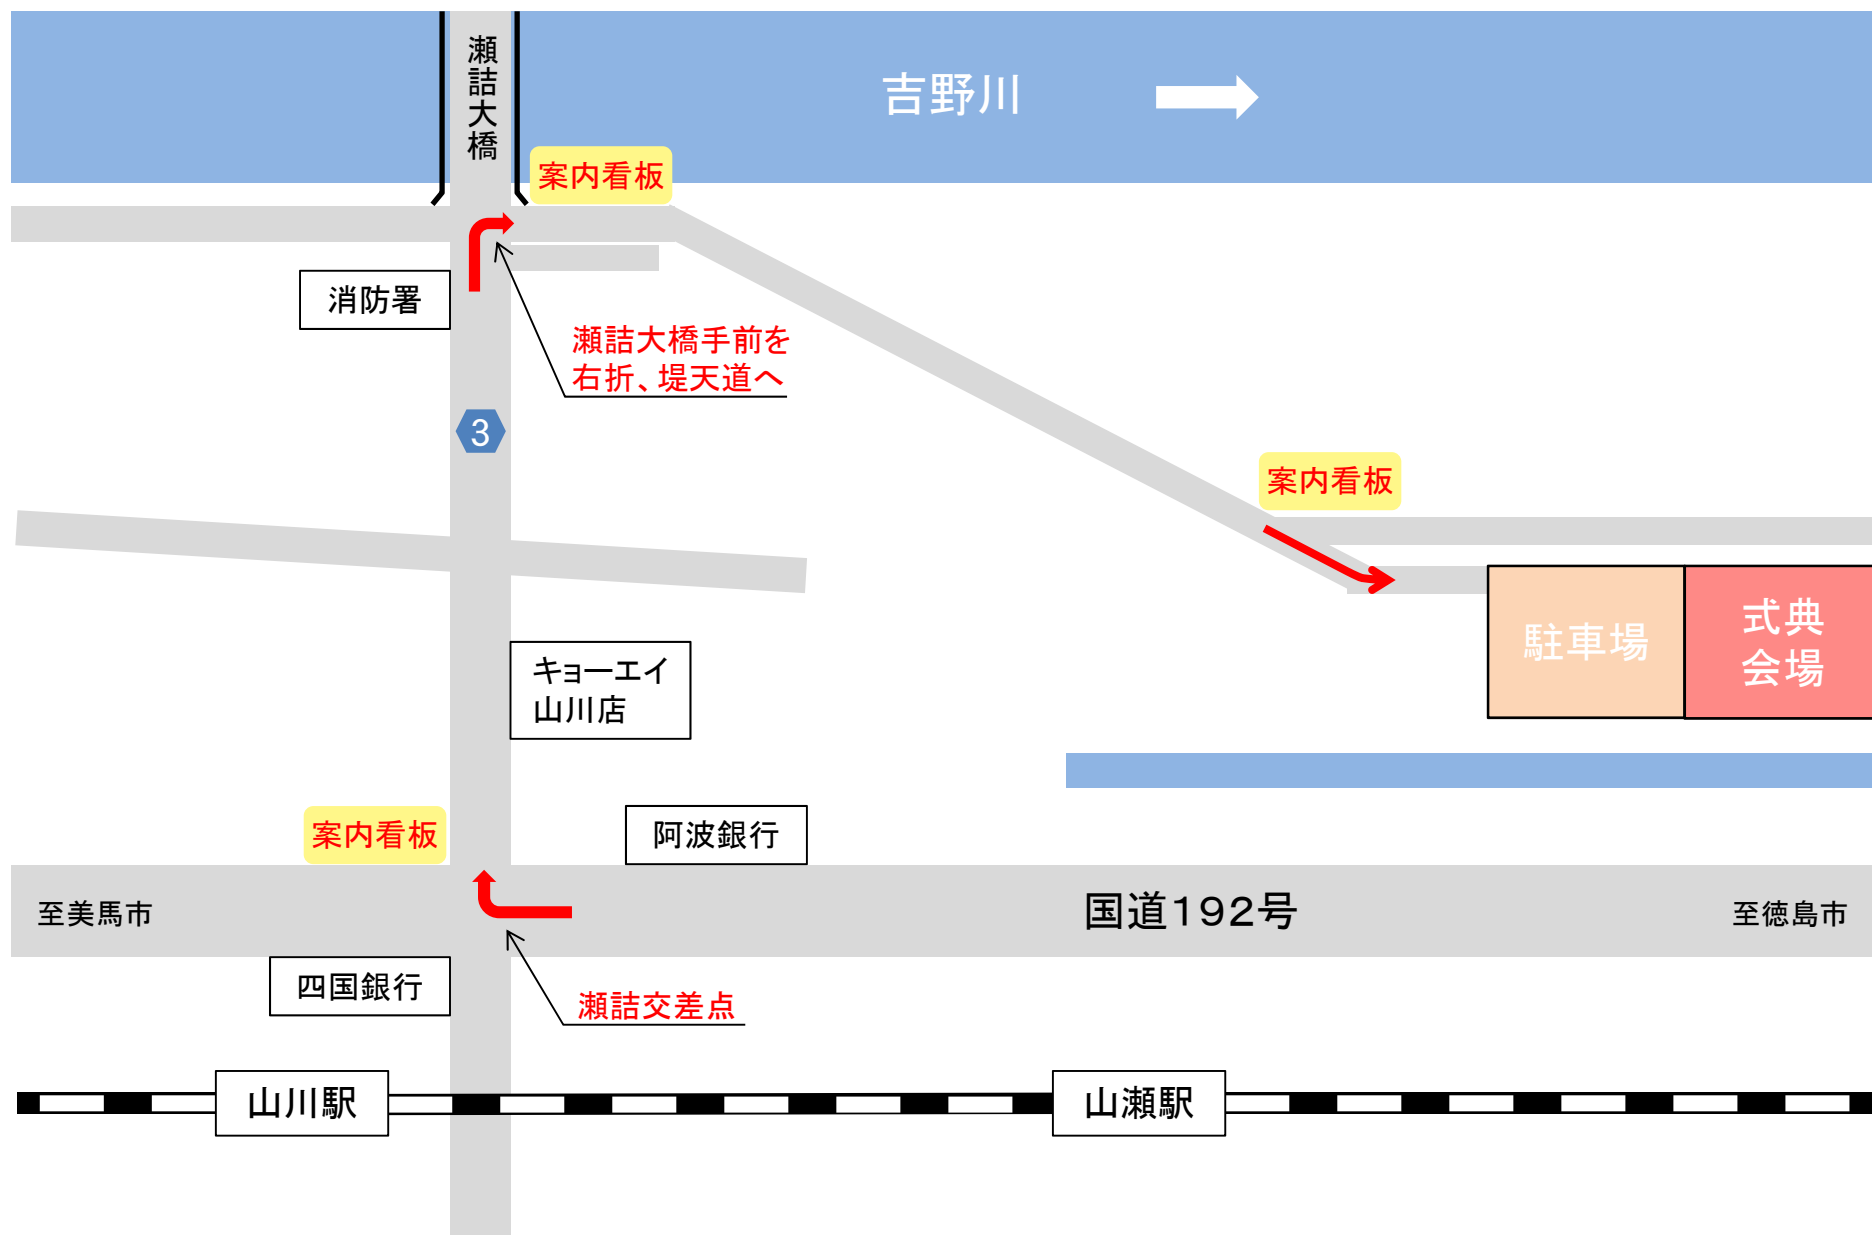 瀬詰大橋
吉野川
案内看板
消防署
瀬詰大橋手前を
右折、堤天道へ
3
案内看板
駐車場
式典
会場
キョーエイ
山川店
案内看板
阿波銀行
至美馬市
国道192号
至徳島市
四国銀行
瀬詰交差点
山川駅
山瀬駅